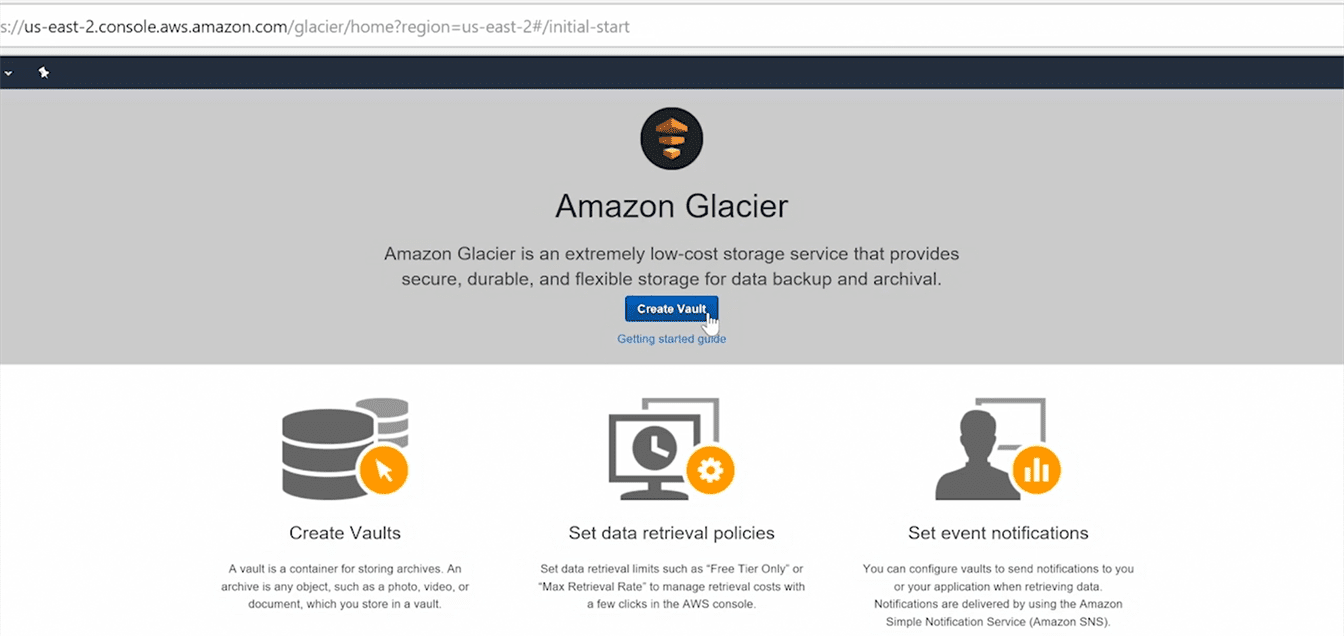 s://us-east-2.console.aws.amazon.com/glacier/home?region=us-east-2#/initial-start
Amazon Glacier
Amazon Glacier is an extremely low-cost storage service that provides
secure, durable, and flexible storage for data backup and archival.
Create Vault
Getting started guide
Create Vaults
A vault is a container for storing archives. An
archive is any object, such as a photo, video, or
document, which you store in a vault.
Set data retrieval policies
Set data retrieval limits such as “Free Tier Only” or
“Max Retrieval Rate” to manage retrieval costs with
a few clicks in the AWS console.
Set event notifications
You can configure vaults to send notifications to you
or your application when retrieving data.
Notifications are delivered by using the Amazon
Simple Notification Service (Amazon SNS).